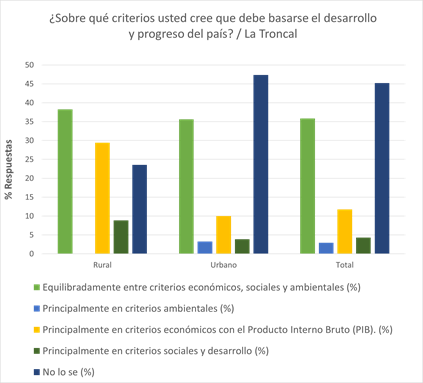 ¿Sobre qué criterios usted cree que debe basarse el desarrollo
y progreso del país? / La Troncal
% Respuestas
50
45
40
35
30
25
20
15
10
5
0
Rural
Urbano
Total
Equilibradamente entre criterios económicos, sociales y ambientales (%)
Principalmente en criterios ambientales (%)
Principalmente en criterios económicos con el Producto Interno Bruto (PIB). (%)
Principalmente en criterios sociales y desarrollo (%)
No lo se (%)